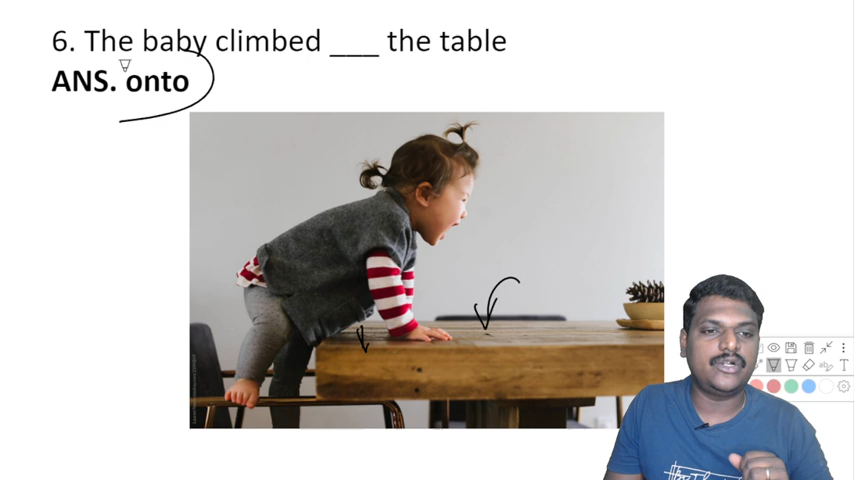 6. The baby climbed ___ the table
ANS. onto